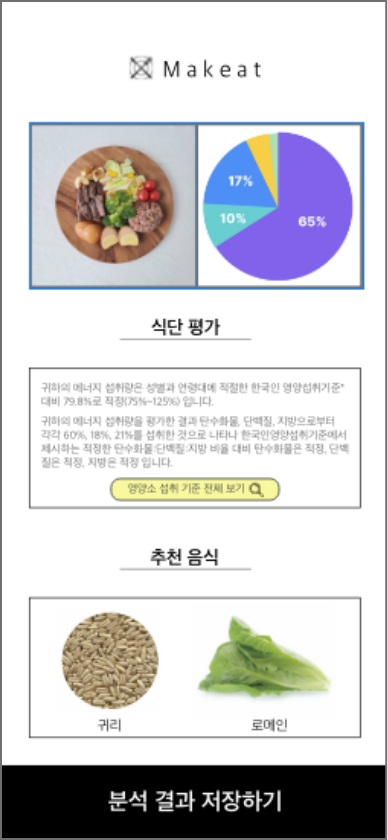 Makeat
17%
10%
65%
식단 평가
귀하의 에너지 섭취량은 성별과 연령대에 적절한 한국인 영양섭취기준*
대비 79.8%로 적정(75%~125%) 입니다.
귀하의 에너지 섭취량을 평가한 결과 탄수화물, 단백질, 지방으로부터
각각 60%, 18%, 21%를 섭취한 것으로 나타나 한국인영양섭취기준에서
제시하는 적정한 탄수화물:단백질:지방 비율 대비 탄수화물은 적정, 단백
질은 적정, 지방은 적정 입니다.
영양소 섭취 기준 전체 보기
추천 음식
귀리
로메인
분석 결과 저장하기